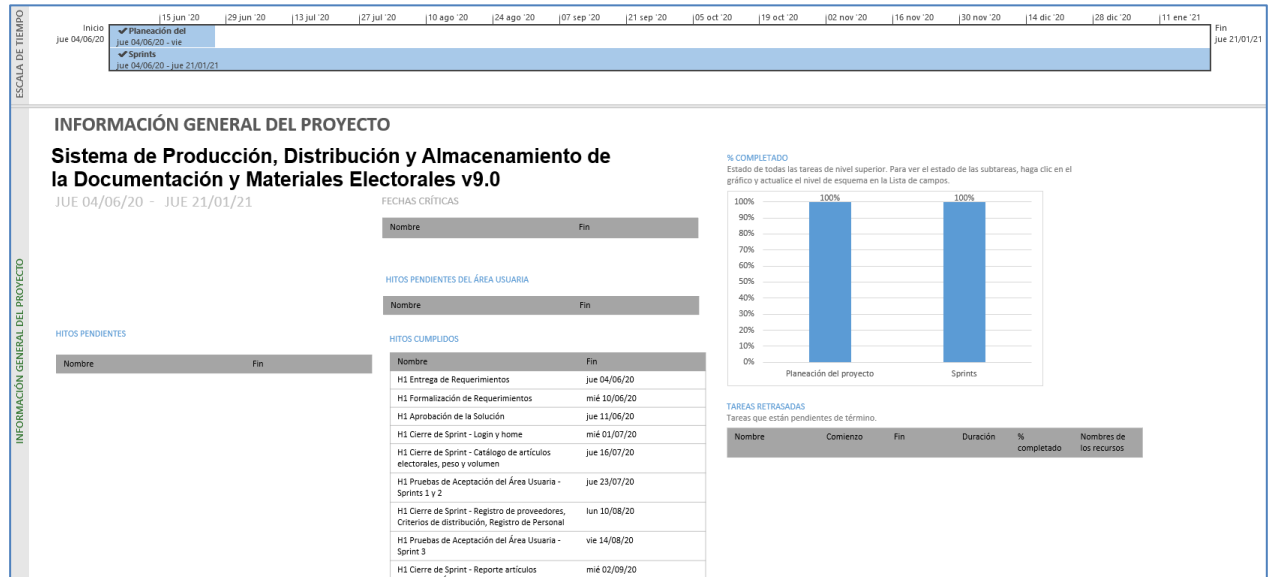 ESCALA DE TIEMPO
15 jun '20 29 jun '20 13 jul '20 27 jul '20 10 ago '20 24 ago '20 07 sep '20 21 sep '20 05 oct '20 19 oct '20 02 nov '20 16 nov '20 30 nov '20 14 dic '20 28 dic '20 11 ene '21
Inicio
jue 04/06/20
Planeación del
jue 04/06/20 - vie
Sprints
jue 04/06/20 - jue 21/01/21
Fin
jue 21/01/21
INFORMACIÓN GENERAL DEL PROYECTO
INFORMACIÓN GENERAL DEL PROYECTO
Sistema de Producción, Distribución y Almacenamiento de
la Documentación y Materiales Electorales v9.0
JUE 04/06/20 - JUE 21/01/21
HITOS PENDIENTES
Nombre Fin
FECHAS CRÍTICAS
Nombre Fin
HITOS PENDIENTES DEL ÁREA USUARIA
Nombre Fin
HITOS CUMPLIDOS
Nombre Fin
H1 Entrega de Requerimientos jue 04/06/20
H1 Formalización de Requerimientos mié 10/06/20
H1 Aprobación de la Solución jue 11/06/20
H1 Cierre de Sprint - Login y home mié 01/07/20
H1 Cierre de Sprint - Catálogo de artículos jue 16/07/20
electorales, peso y volumen
H1 Pruebas de Aceptación del Área Usuaria - jue 23/07/20
Sprints 1 y 2
H1 Cierre de Sprint - Registro de proveedores, lun 10/08/20
Criterios de distribución, Registro de Personal
H1 Pruebas de Aceptación del Área Usuaria - vie 14/08/20
Sprint 3
H1 Cierre de Sprint - Reporte artículos mié 02/09/20
% COMPLETADO
Estado de todas las tareas de nivel superior. Para ver el estado de las subtareas, haga clic en el
gráfico y actualice el nivel de esquema en la Lista de campos.
100% 100%
100%
90%
80%
70%
60%
50%
40%
30%
20%
10%
0%
Planeación del proyecto Sprints
TAREAS RETRASADAS
Tareas que están pendientes de término.
Nombre Comienzo Fin Duración % Nombres de
completado los recursos